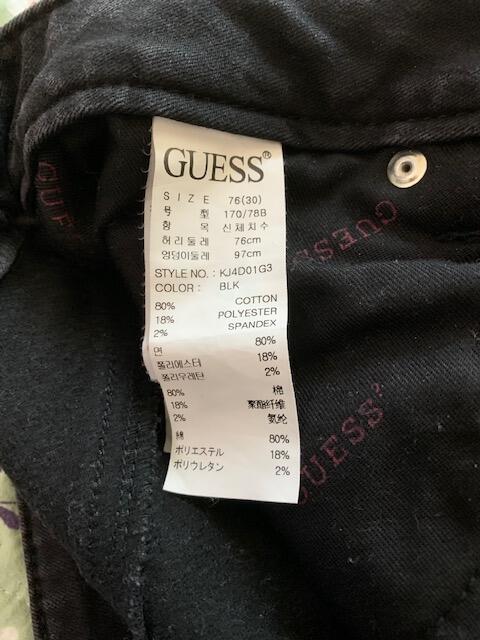 GUESS®
SIZE 76(30)
号 型 170/78B
항 목 신체치수
허리둘레 76cm
엉덩이둘레 97cm
STYLE NO. : KJ4D01G3
COLOR : BLK
80% COTTON
18% POLYESTER
2% SPANDEX
면 80%
폴리에스터 18%
폴리우레탄 2%
80% 棉
18% 聚酯纤维
2% 氨纶
綿 80%
ポリエステル 18%
ポリウレタン 2%
GUESS
GUESS
GUESS